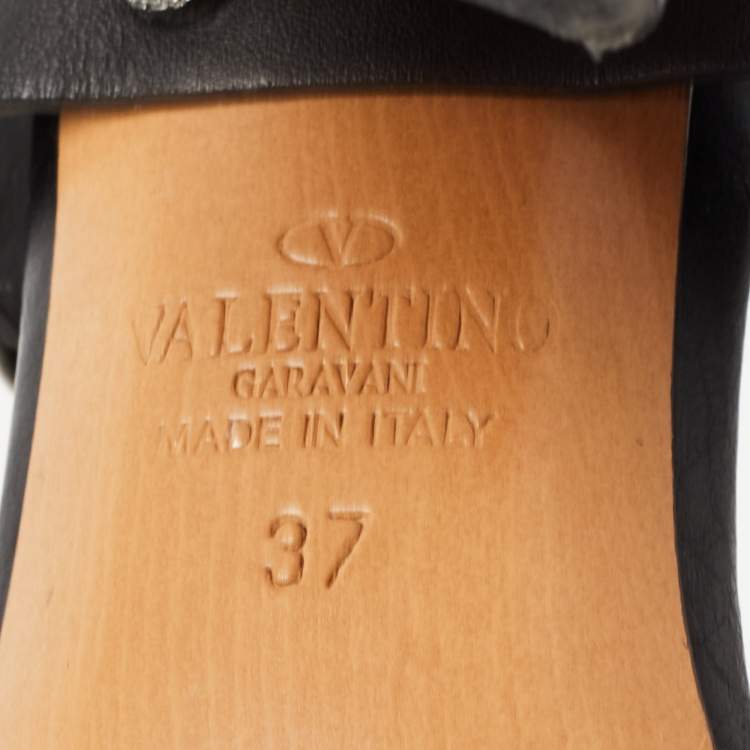 V
VALENTINO
GARAVANI
MADE IN ITALY
37